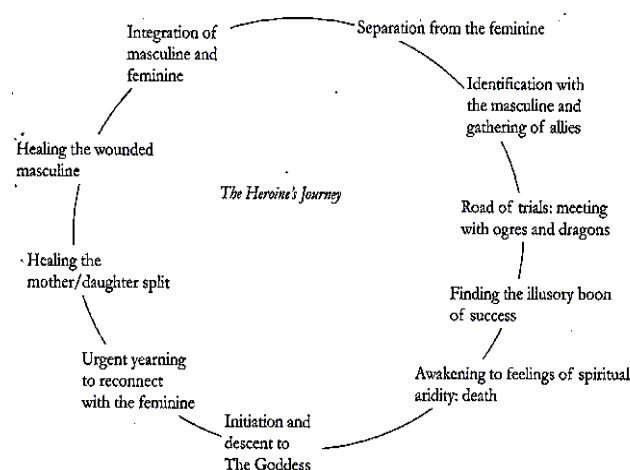 Separation from the feminine
Identification with
the masculine and
gathering of allies
Road of trials: meeting
with ogres and dragons
Finding the illusory boon
of success
Awakening to feelings of spiritual
aridity: death
Initiation and
descent to
The Goddess
Urgent yearning
to reconnect
with the feminine
Healing the
mother/daughter split
Healing the wounded
masculine
Integration of
masculine and
feminine
The Heroine's Journey